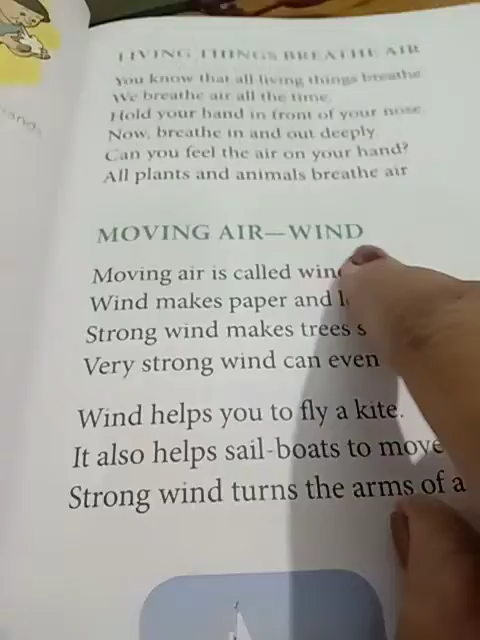 LIVING THINGS BREATHE AIR
You know that all living things breathe
We breathe air all the time.
Hold your hand in front of your nose
Now, breathe in and out deeply
Can you feel the air on your hand?
All plants and animals breathe air
MOVING AIR—WIND
Moving air is called
Wind makes paper and
Strong wind makes trees
Very strong wind can even
Wind helps you to fly a kite.
It also helps sail-boats to move
Strong wind turns the arms of a